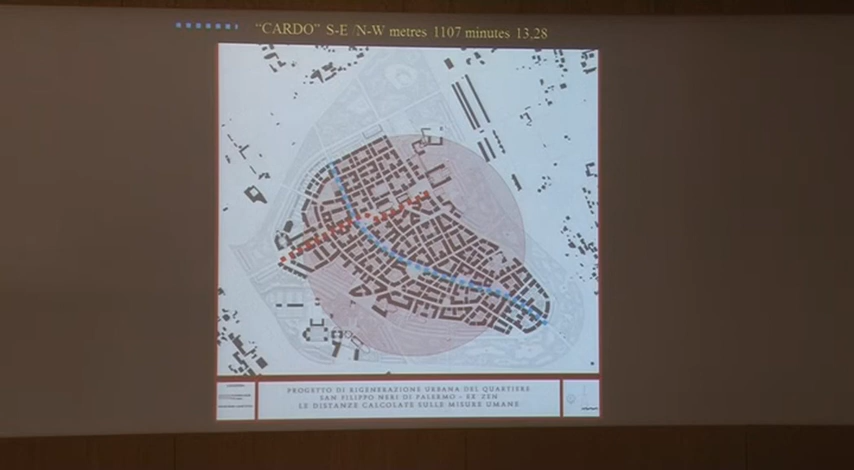 “CARDO” S-E /N-W metres 1107 minutes 13,28
PROGETTO DI RIGENERAZIONE URBANA DEL QUARTIERE
SAN FILIPPO NERI DI PALERMO - EX ZEN
LE DISTANZE CALCOLATE SULLE MISURE UMANE